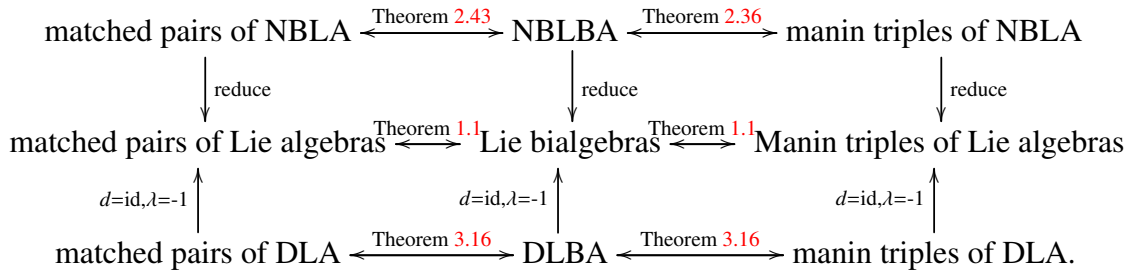 Theorem 2.43 Theorem 2.36
matched pairs of NBLA NBLBA manin triples of NBLA
reduce reduce reduce
Theorem 1.1 Theorem 1.1
matched pairs of Lie algebras Lie bialgebras Manin triples of Lie algebras
d=id,λ=-1 d=id,λ=-1 d=id,λ=-1
Theorem 3.16 Theorem 3.16
matched pairs of DLA DLBA manin triples of DLA.